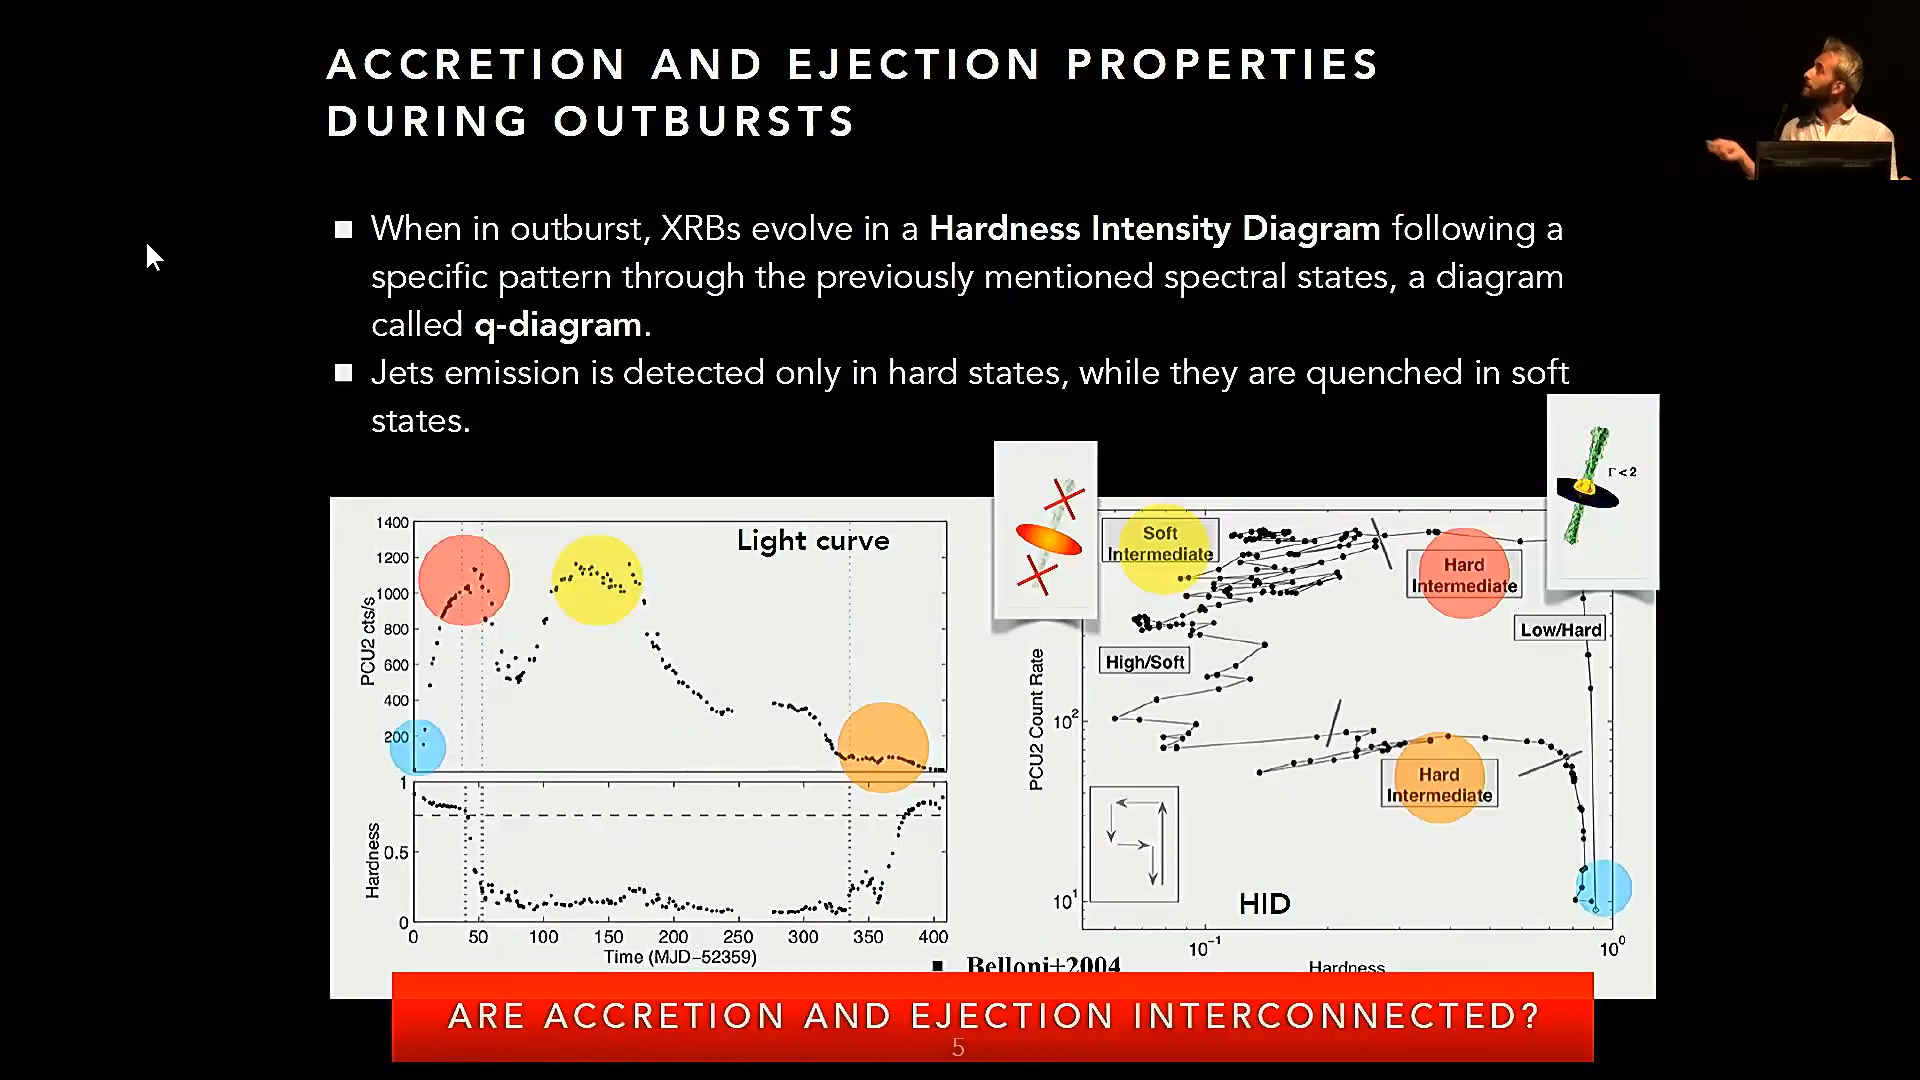 ACCRETION AND EJECTION PROPERTIES
DURING OUTBURSTS
When in outburst, XRBs evolve in a Hardness Intensity Diagram following a
specific pattern through the previously mentioned spectral states, a diagram
called q-diagram.
Jets emission is detected only in hard states, while they are quenched in soft
states.
Light curve
PCU2 cts/s
1400
1200
1000
800
600
400
200
Hardness
1
0.5
0
0 50 100 150 200 250 300 350 400
Time (MJD–52359)
Γ < 2
Soft
Intermediate
Hard
Intermediate
Low/Hard
High/Soft
PCU2 Count Rate
10²
10¹
Hard
Intermediate
HID
10⁻¹ 10⁰
Hardness
Belloni+2004
ARE ACCRETION AND EJECTION INTERCONNECTED?
5